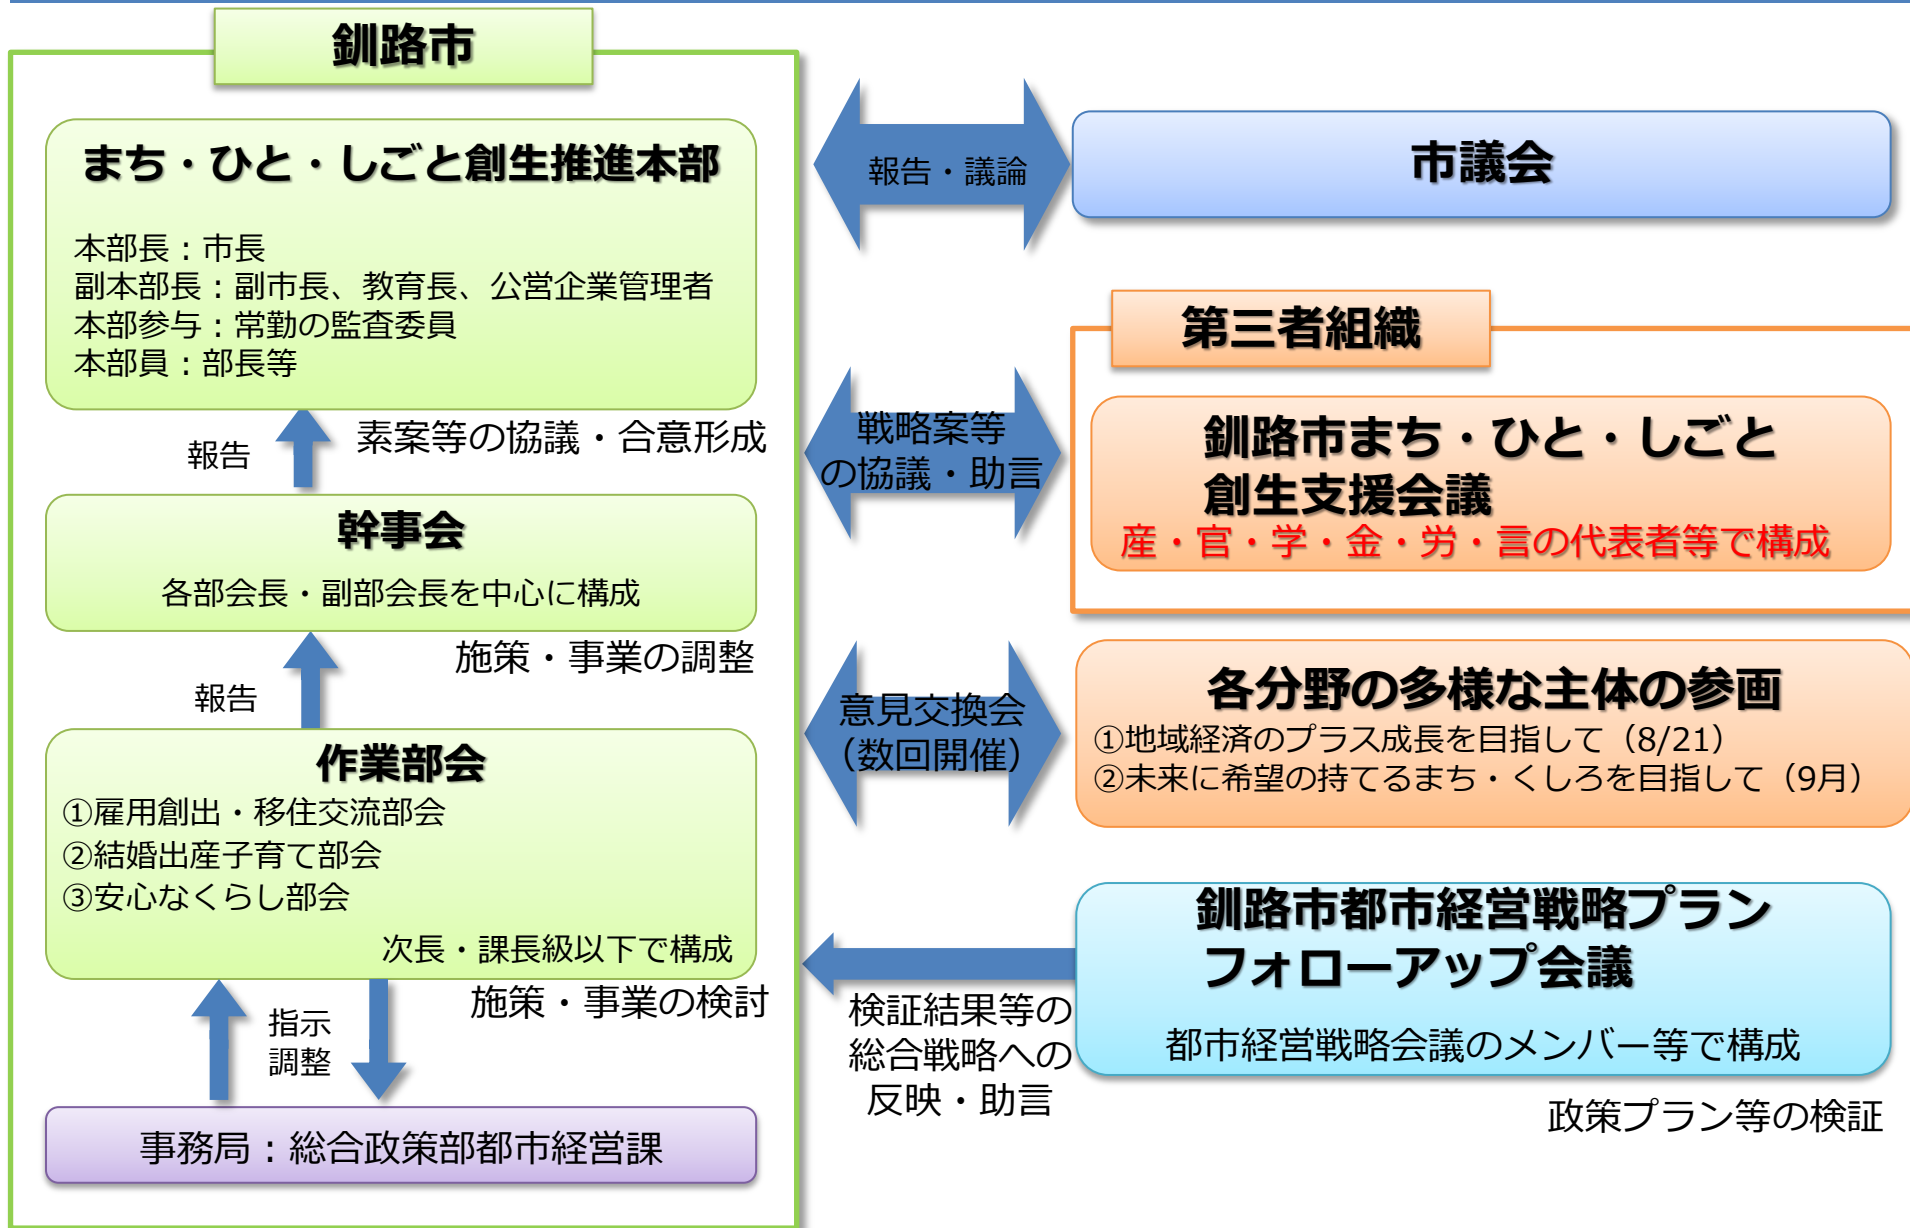 釧路市
まち・ひと・しごと創生推進本部
本部長：市長
副本部長：副市長、教育長、公営企業管理者
本部参与：常勤の監査委員
本部員：部長等
報告
素案等の協議・合意形成
幹事会
各部会長・副部会長を中心に構成
施策・事業の調整
報告
作業部会
①雇用創出・移住交流部会
②結婚出産子育て部会
③安心なくらし部会
次長・課長級以下で構成
施策・事業の検討
指示
調整
事務局：総合政策部都市経営課
報告・議論
市議会
第三者組織
戦略案等
の協議・助言
釧路市まち・ひと・しごと
創生支援会議
産・官・学・金・労・言の代表者等で構成
意見交換会
（数回開催）
各分野の多様な主体の参画
①地域経済のプラス成長を目指して（8/21）
②未来に希望の持てるまち・くしろを目指して（9月）
釧路市都市経営戦略プラン
フォローアップ会議
都市経営戦略会議のメンバー等で構成
検証結果等の
総合戦略への
反映・助言
政策プラン等の検証